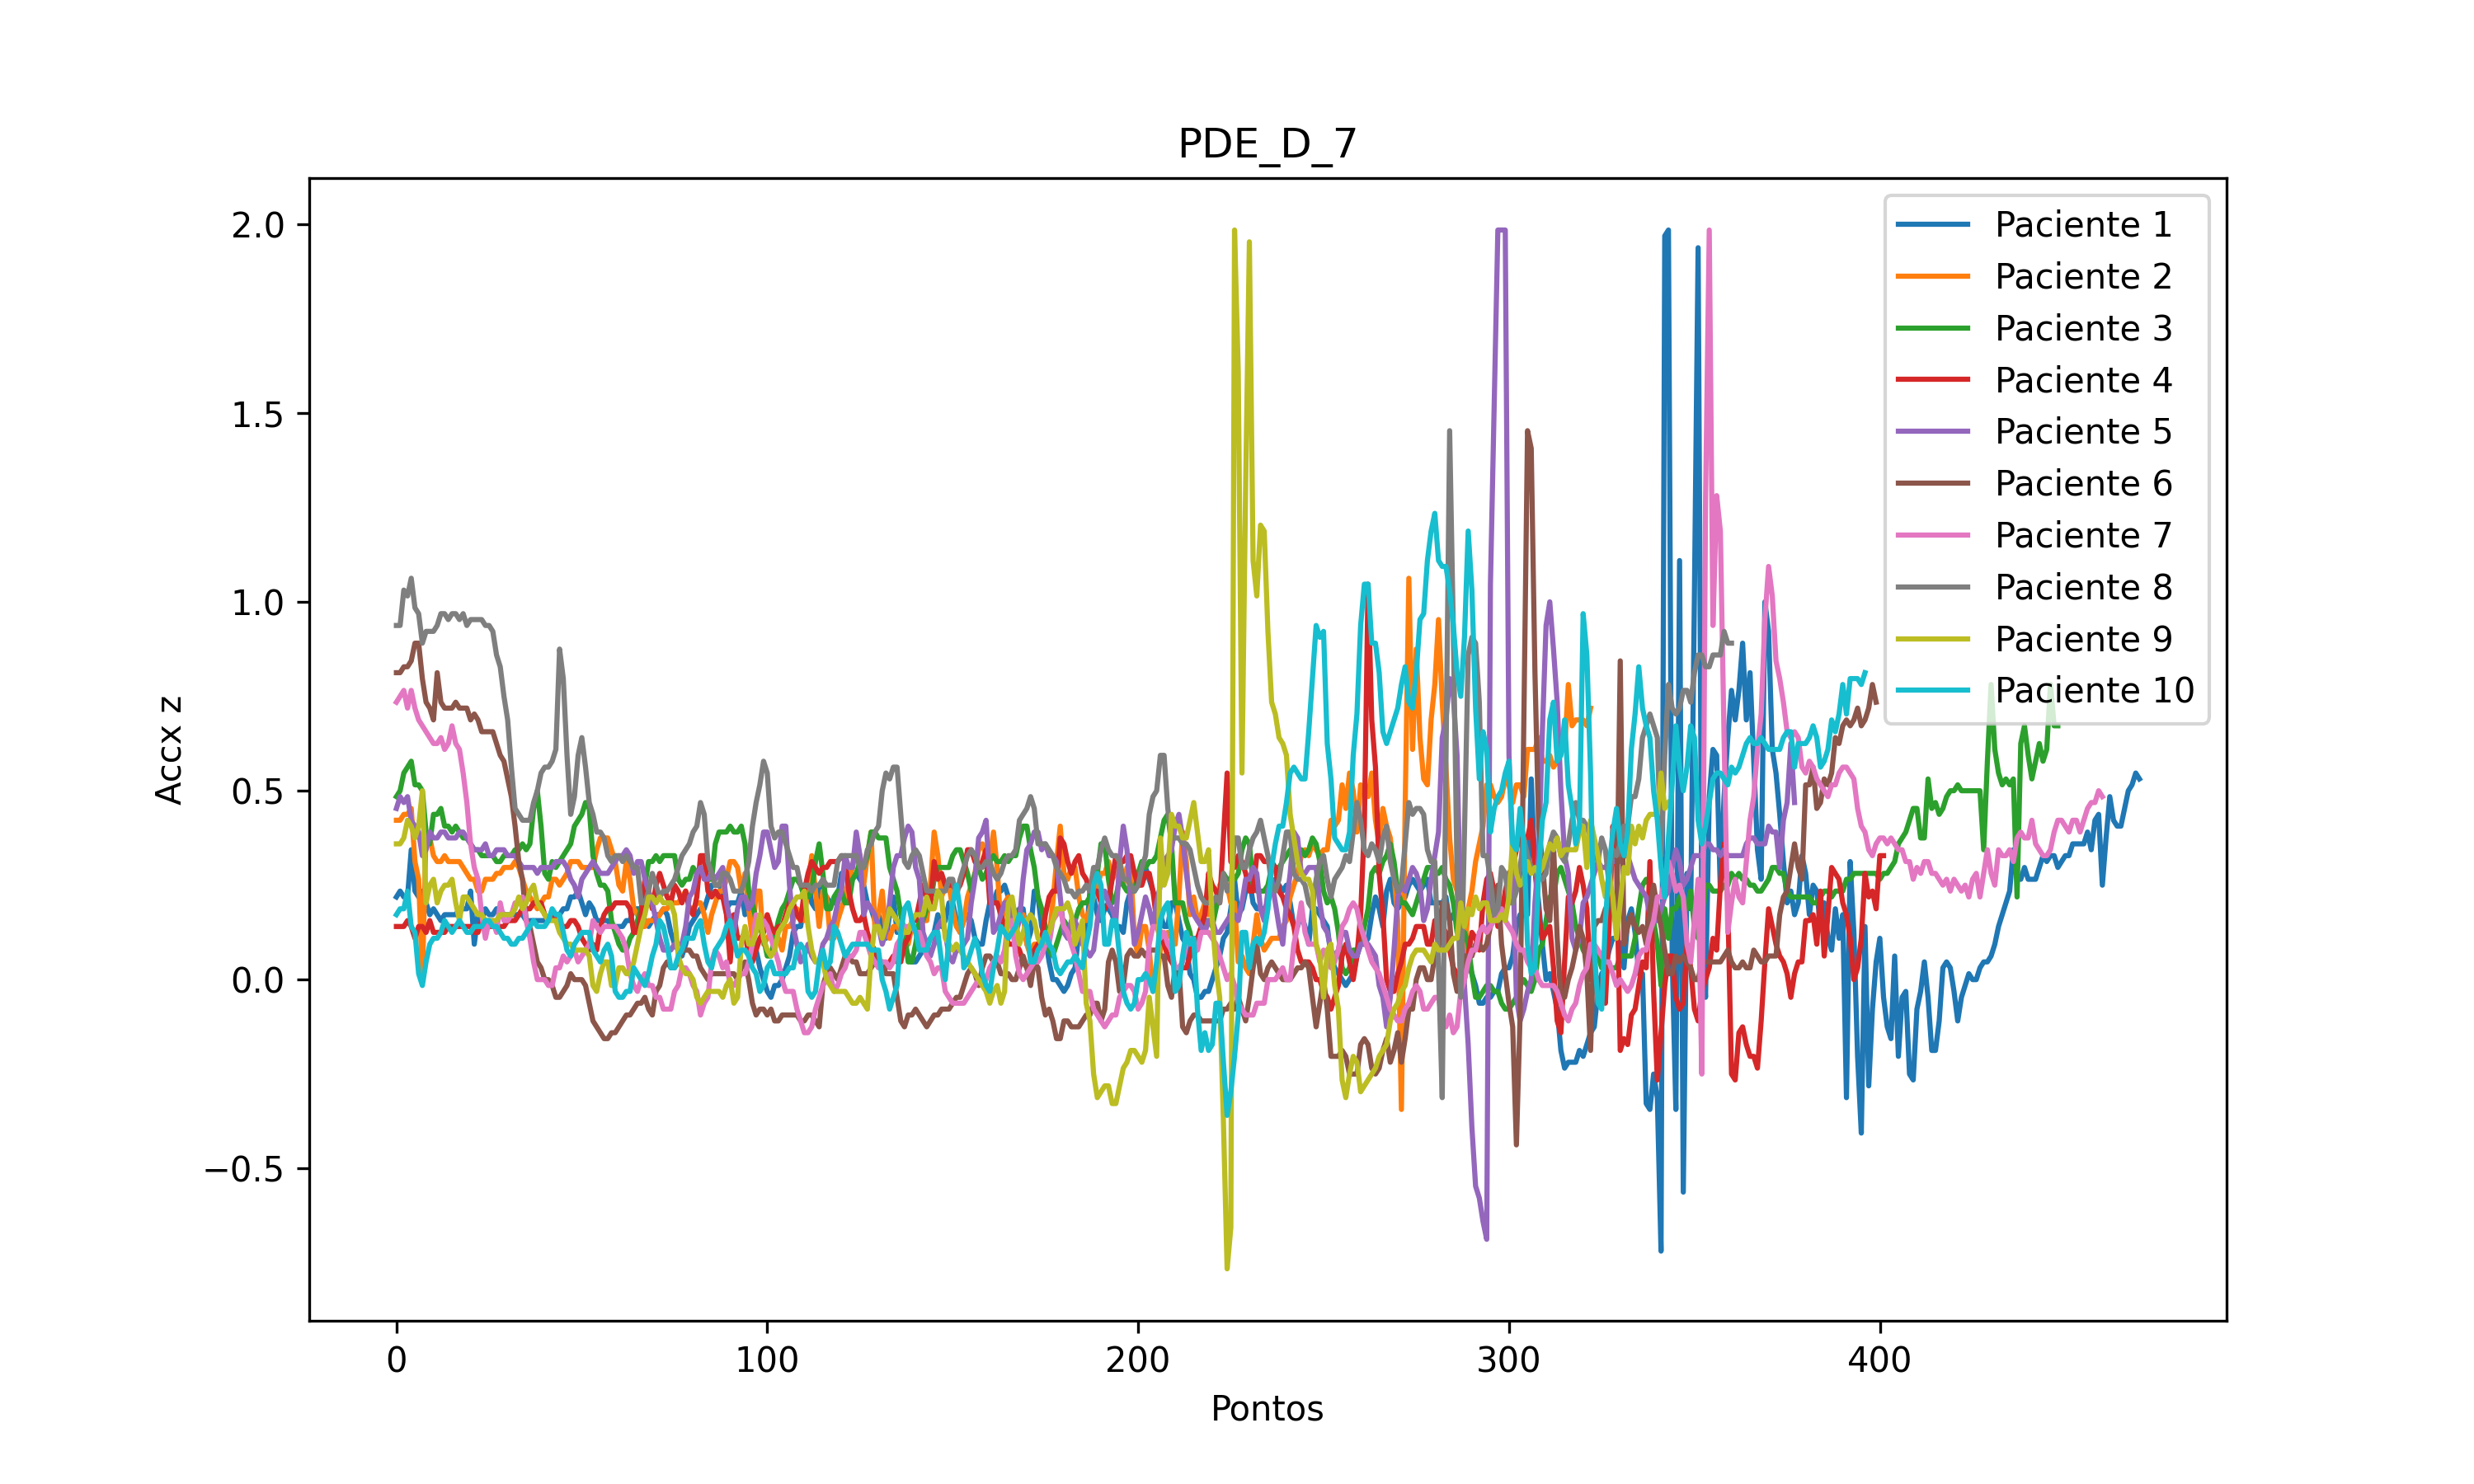 PDE_D_7
Accx z
2.0
1.5
1.0
0.5
0.0
−0.5
0
100
200
300
400
Pontos
Paciente 1
Paciente 2
Paciente 3
Paciente 4
Paciente 5
Paciente 6
Paciente 7
Paciente 8
Paciente 9
Paciente 10